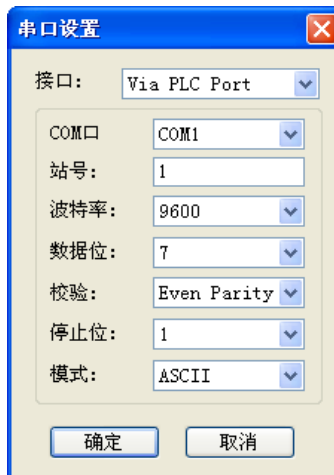 串口设置
接口: Via PLC Port
COM口 COM1
站号: 1
波特率: 9600
数据位: 7
校验: Even Parity
停止位: 1
模式: ASCII
确定 取消